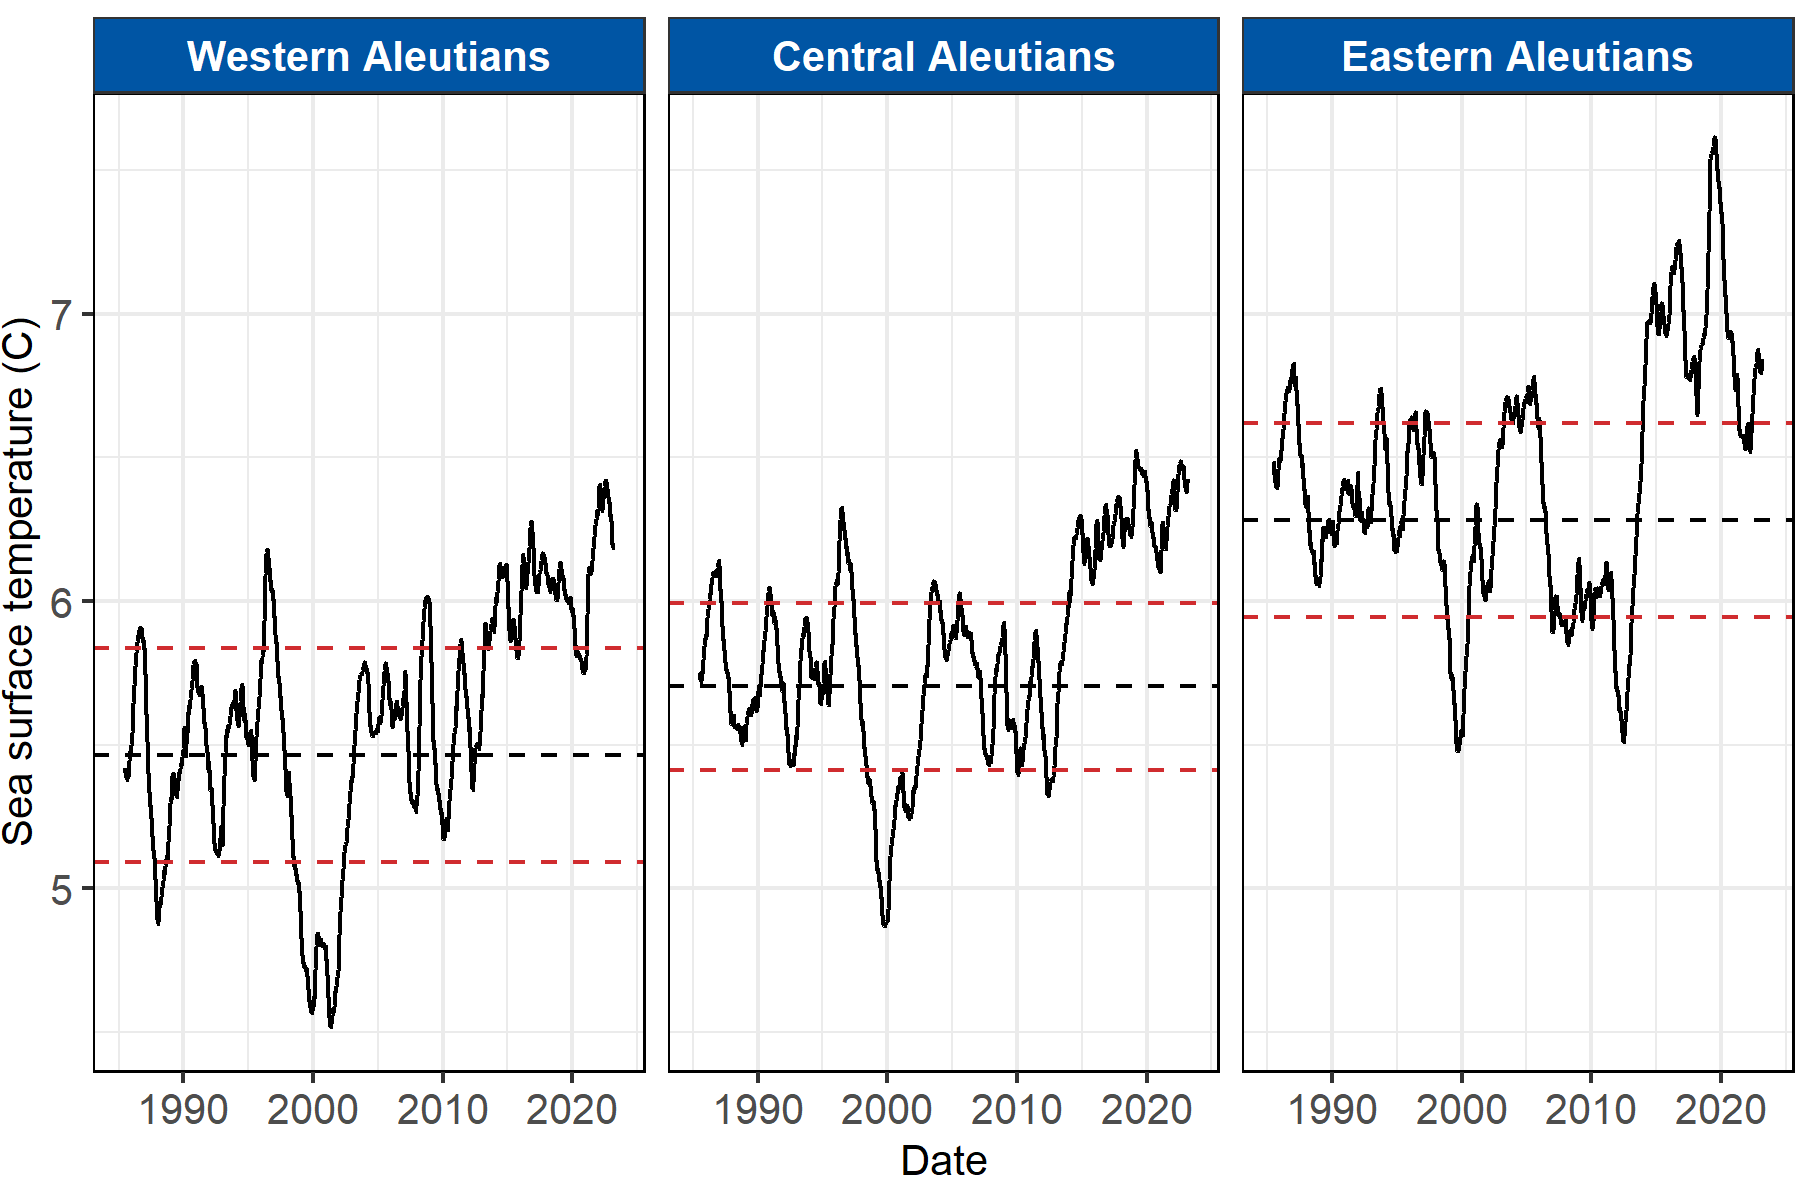 Western Aleutians Central Aleutians Eastern Aleutians
Sea surface temperature (C)
7
6
5
1990 2000 2010 2020 1990 2000 2010 2020 1990 2000 2010 2020
Date